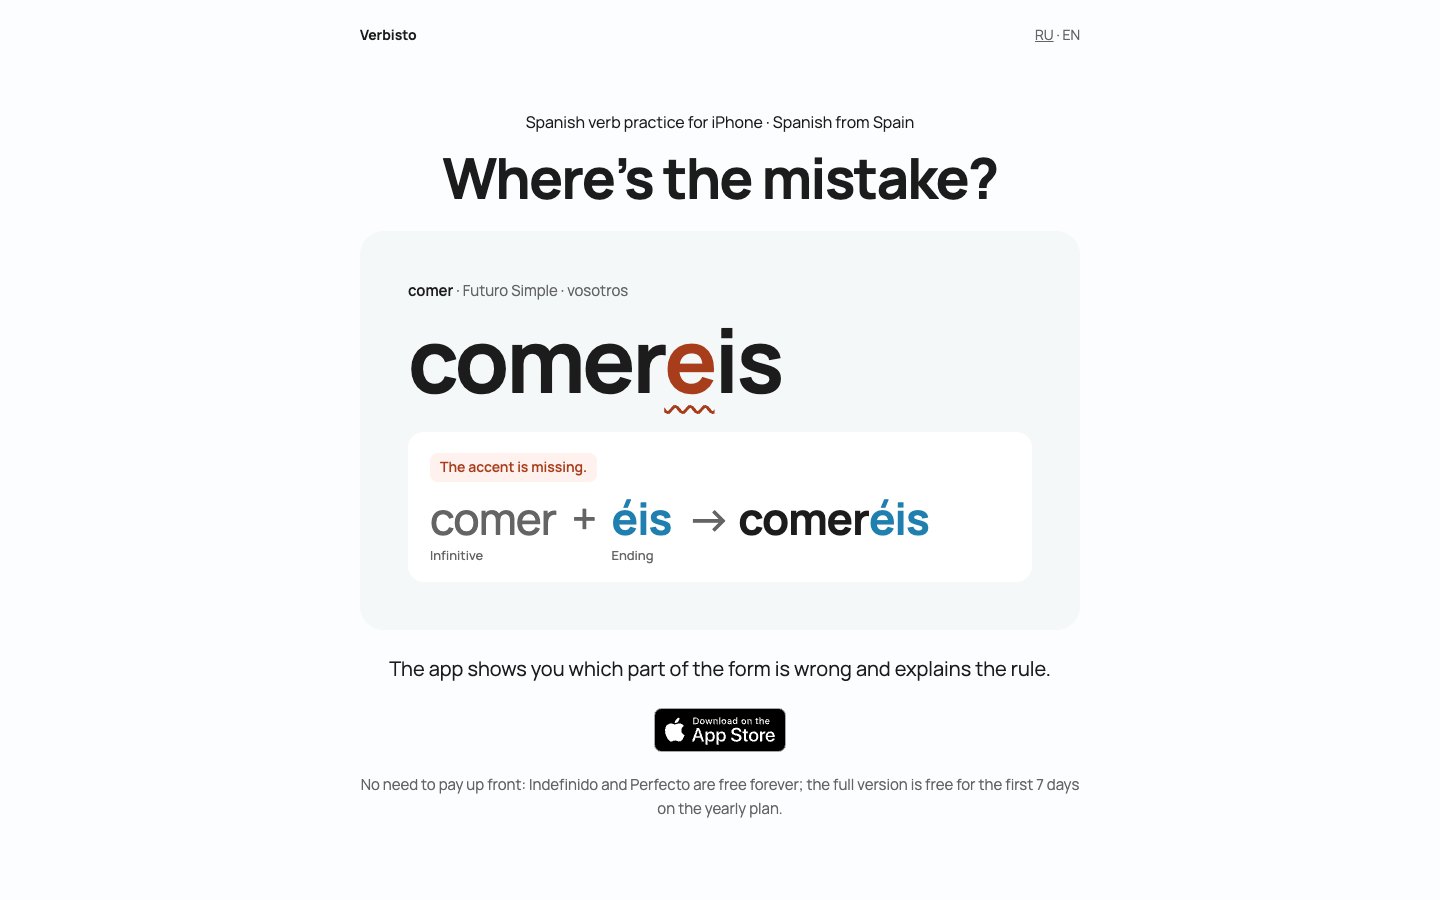 Verbisto
RU · EN
Spanish verb practice for iPhone · Spanish from Spain
Where’s the mistake?
comer · Futuro Simple · vosotros
comereis
The accent is missing.
comer + éis → comeréis
Infinitive Ending
The app shows you which part of the form is wrong and explains the rule.
Download on the
App Store
No need to pay up front: Indefinido and Perfecto are free forever; the full version is free for the first 7 days
on the yearly plan.